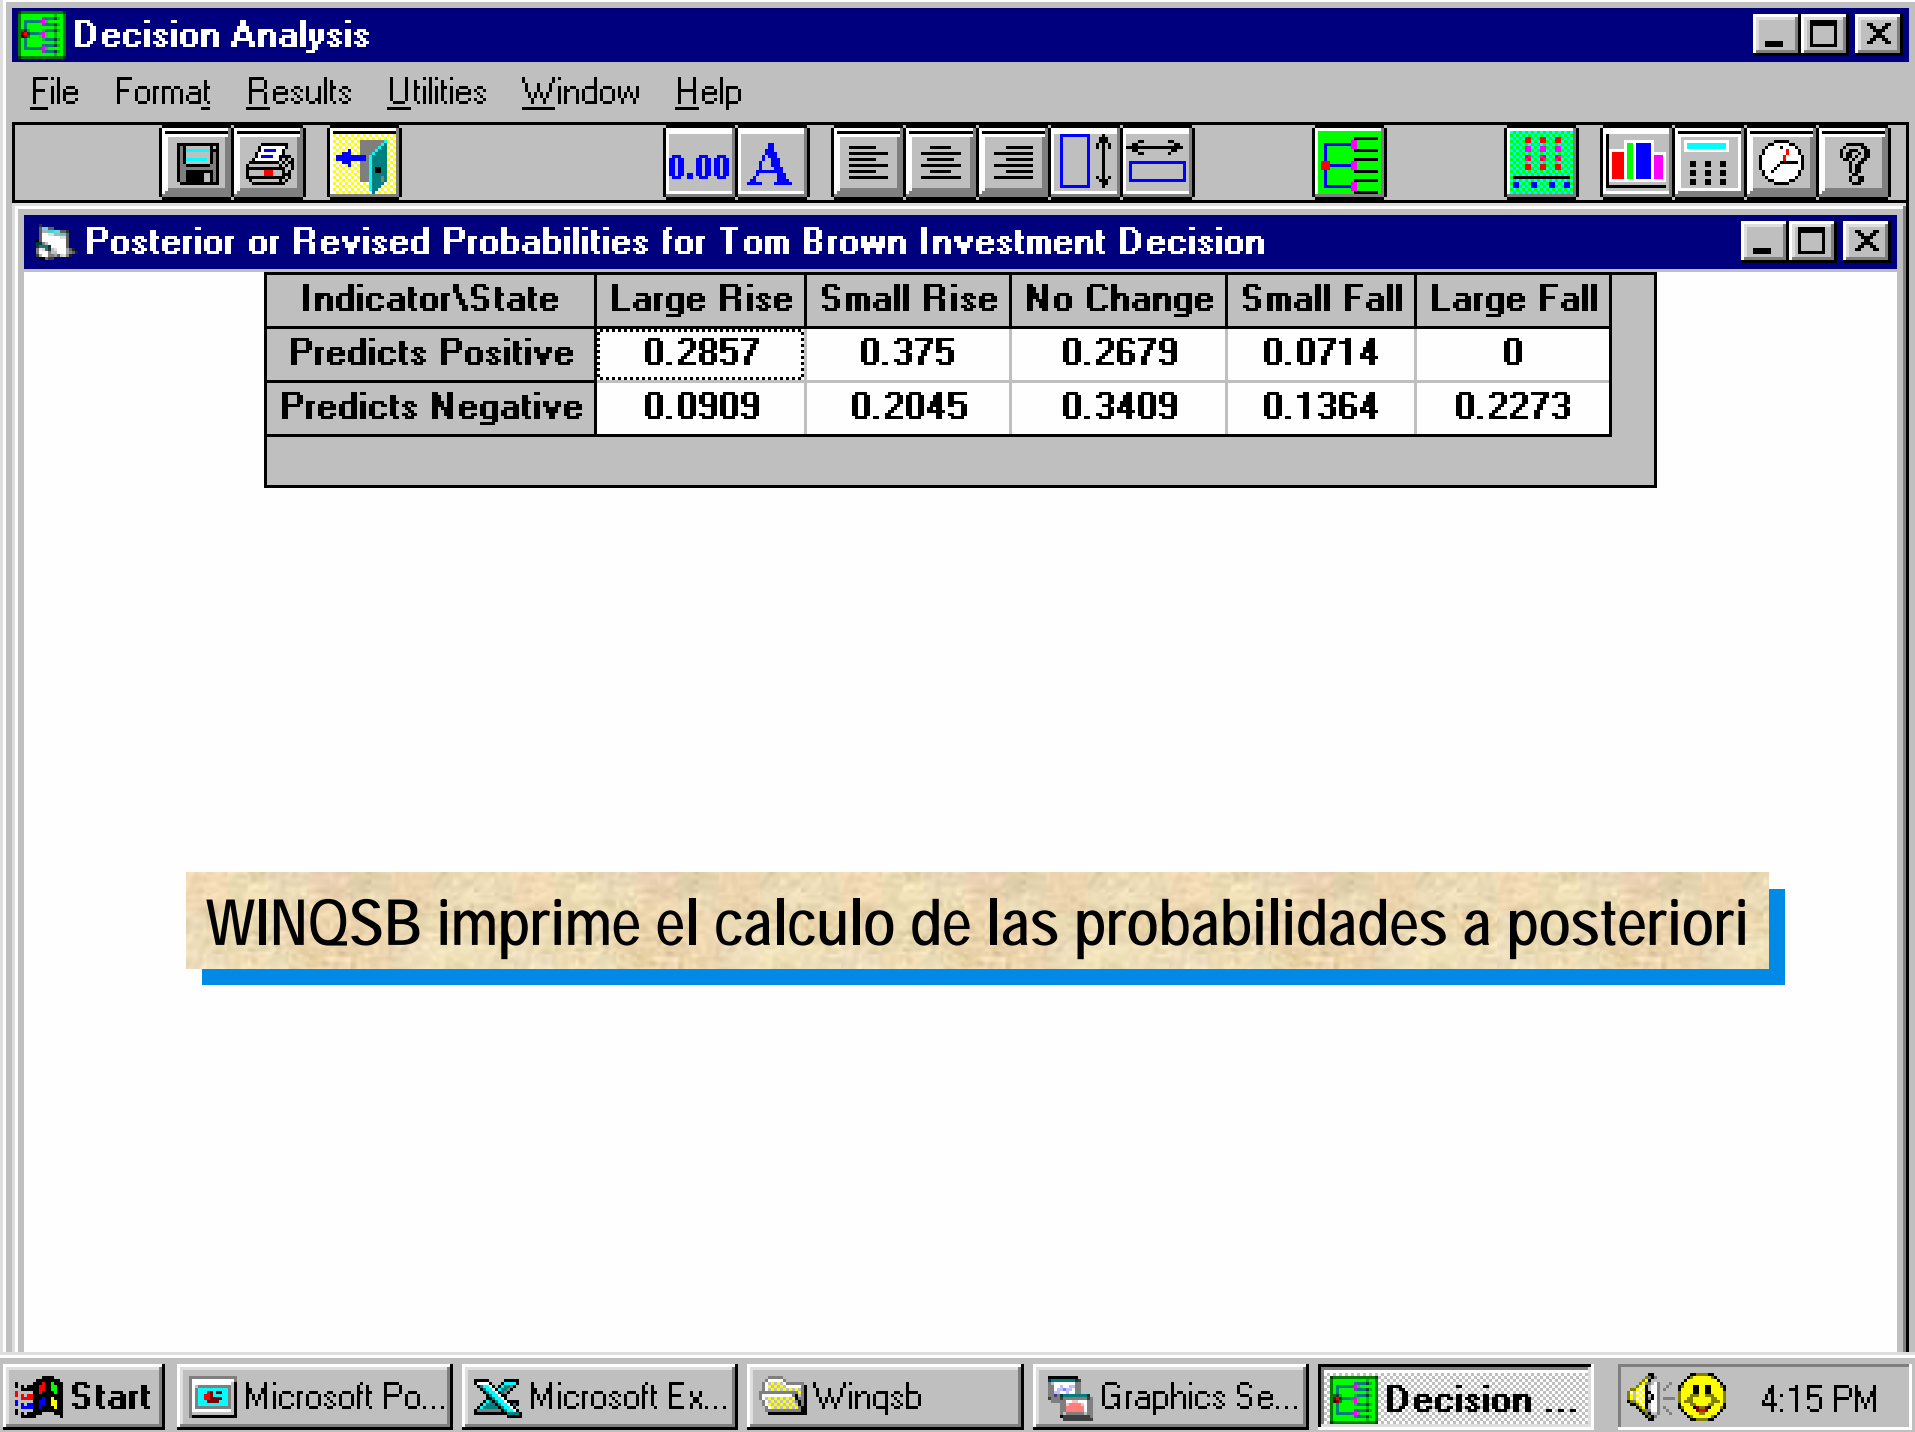 Decision Analysis
File Format Results Utilities Window Help
0.00 A ?
Posterior or Revised Probabilities for Tom Brown Investment Decision
Indicator\State Large Rise Small Rise No Change Small Fall Large Fall
Predicts Positive 0.2857 0.375 0.2679 0.0714 0
Predicts Negative 0.0909 0.2045 0.3409 0.1364 0.2273
WINQSB imprime el calculo de las probabilidades a posteriori
Start Microsoft Po... Microsoft Ex... Winqsb Graphics Se... Decision ... 4:15 PM